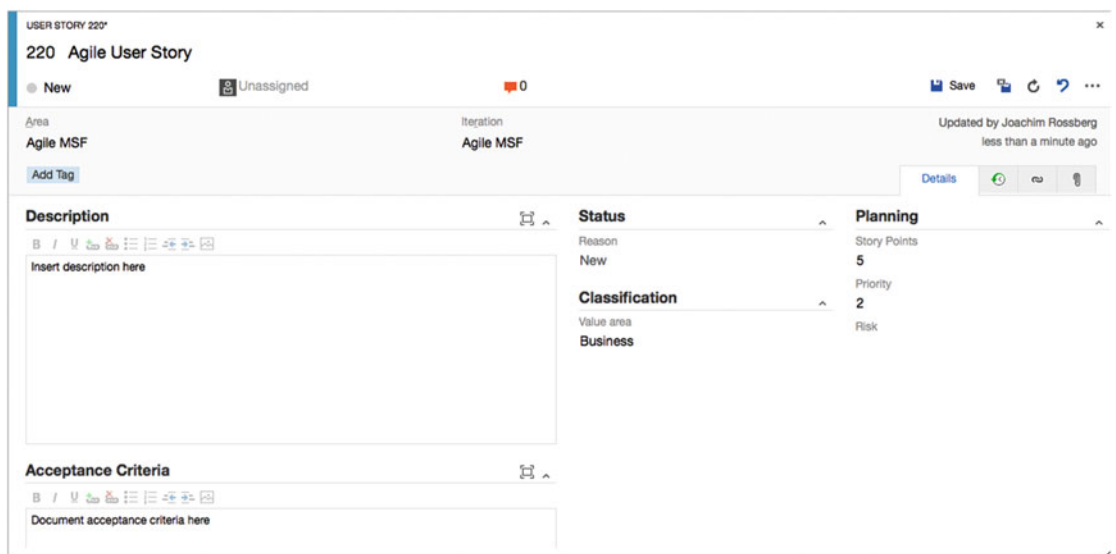 USER STORY 220*
220 Agile User Story
New
Unassigned
0
Save
Area
Agile MSF
Iteration
Agile MSF
Updated by Joachim Rossberg
less than a minute ago
Add Tag
Details
Description
B I U
Insert description here
Status
Reason
New
Classification
Value area
Business
Planning
Story Points
5
Priority
2
Risk
Acceptance Criteria
B I U
Document acceptance criteria here